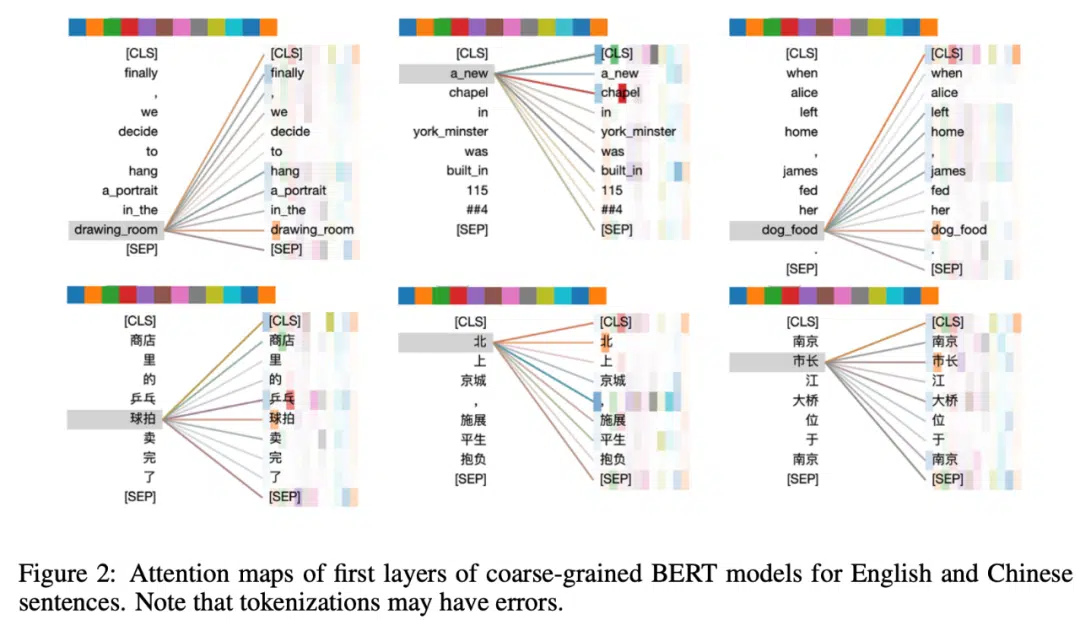 [CLS] [CLS]
finally finally
, ,
we we
decide decide
to to
hang hang
a_portrait a_portrait
in_the in_the
drawing_room drawing_room
[SEP] [SEP]
[CLS] [CLS]
a_new a_new
chapel chapel
in in
york_minster york_minster
was was
built_in built_in
115 115
##4 ##4
[SEP] [SEP]
[CLS] [CLS]
when when
alice alice
left left
home home
, ,
james james
fed fed
her her
dog_food dog_food
. .
[SEP] [SEP]
[CLS] [CLS]
商店 商店
里 里
的 的
乒乓 乒乓
球拍 球拍
卖 卖
完 完
了 了
[SEP] [SEP]
[CLS] [CLS]
北 北
上 上
京城 京城
, ,
施展 施展
平生 平生
抱负 抱负
[SEP] [SEP]
[CLS] [CLS]
南京 南京
市长 市长
江 江
大桥 大桥
位 位
于 于
南京 南京
[SEP] [SEP]
Figure 2: Attention maps of first layers of coarse-grained BERT models for English and Chinese
sentences. Note that tokenizations may have errors.